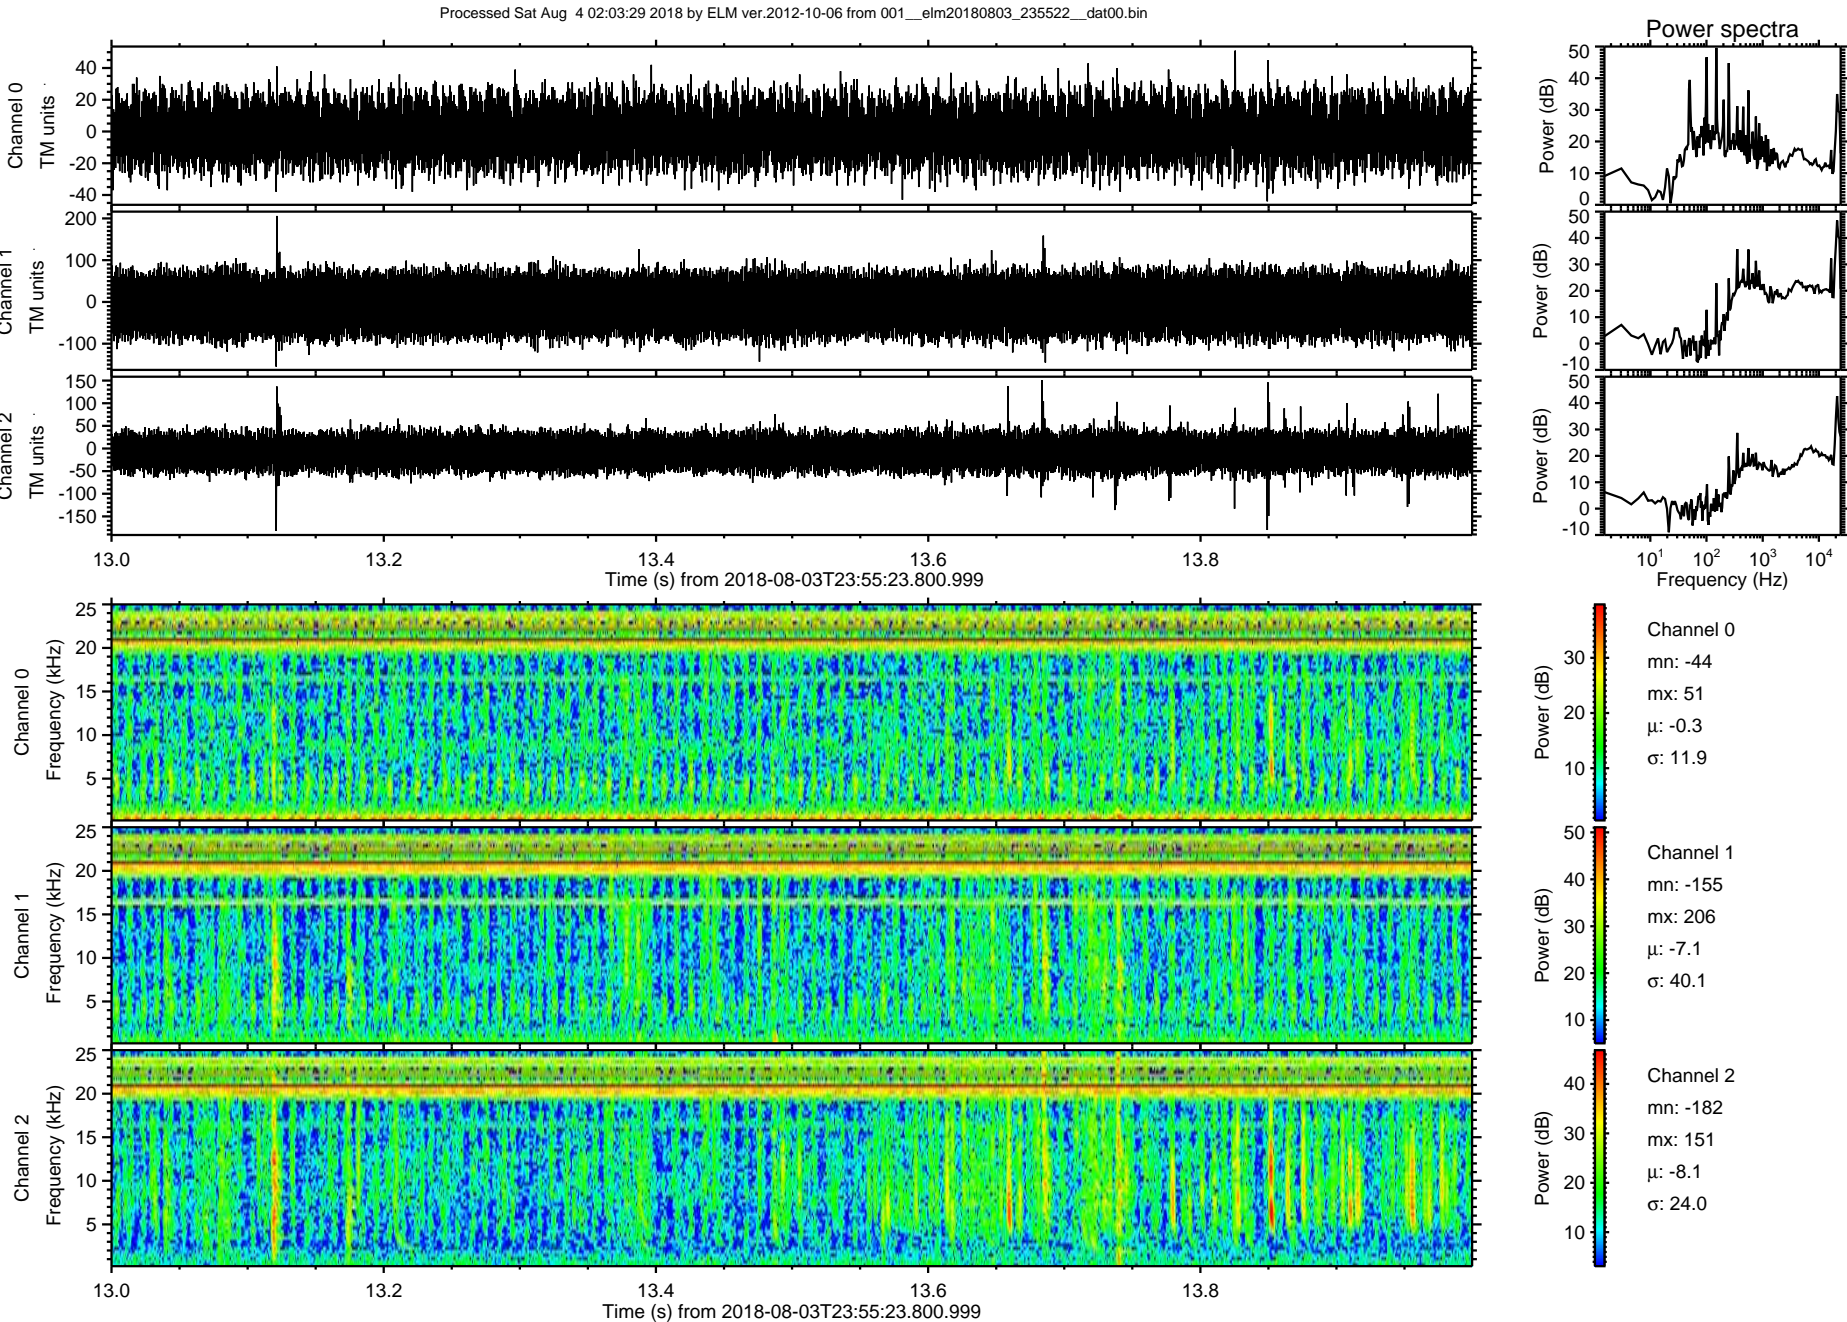 Processed Sat Aug  4 02:03:29 2018 by ELM ver.2012-10-06 from 001__elm20180803_235522__dat00.bin
Power spectra
Channel 0
TM units
40
20
0
-20
-40
Power (dB)
50
40
30
20
10
0
Channel 1
TM units
200
100
0
-100
Power (dB)
50
40
30
20
10
0
-10
Channel 2
TM units
150
100
50
0
-50
-100
-150
Power (dB)
50
40
30
20
10
0
-10
13.0 13.2 13.4 13.6 13.8
Time (s) from 2018-08-03T23:55:23.800.999
10^1 10^2 10^3 10^4
Frequency (Hz)
Channel 0
Frequency (kHz)
25
20
15
10
5
Power (dB)
30
20
10
Channel 0
mn: -44
mx: 51
μ: -0.3
σ: 11.9
Channel 1
Frequency (kHz)
25
20
15
10
5
Power (dB)
50
40
30
20
10
Channel 1
mn: -155
mx: 206
μ: -7.1
σ: 40.1
Channel 2
Frequency (kHz)
25
20
15
10
5
Power (dB)
40
30
20
10
Channel 2
mn: -182
mx: 151
μ: -8.1
σ: 24.0
13.0 13.2 13.4 13.6 13.8
Time (s) from 2018-08-03T23:55:23.800.999